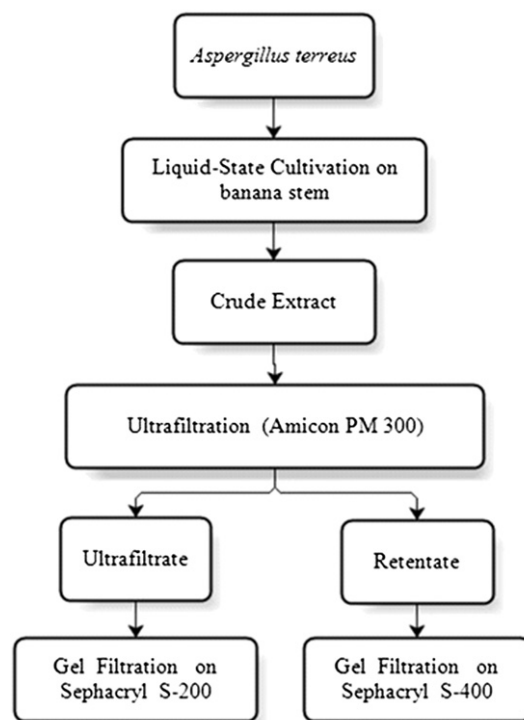 Aspergillus terreus
Liquid-State Cultivation on
banana stem
Crude Extract
Ultrafiltration (Amicon PM 300)
Ultrafiltrate
Retentate
Gel Filtration on
Sephacryl S-200
Gel Filtration on
Sephacryl S-400